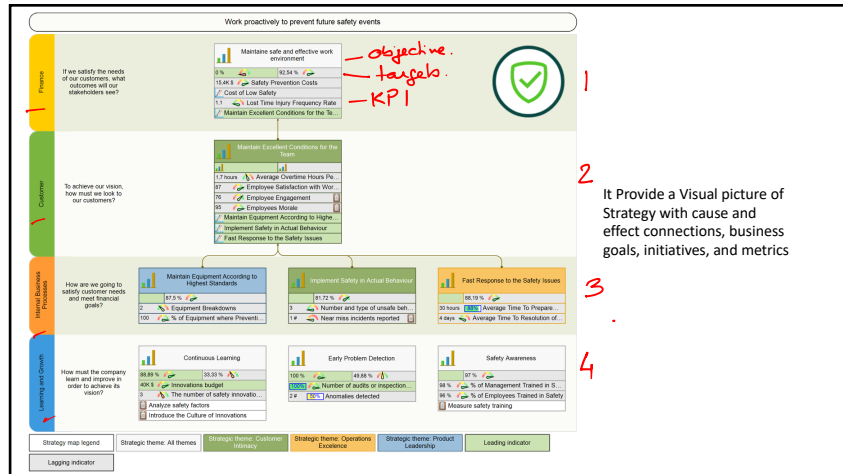 Work proactively to prevent future safety events
Finance
If we satisfy the needs
of our customers, what
outcomes will our
stakeholders see?
Maintaine safe and effective work
environment
0 %
92,54 %
15,4K $ Safety Prevention Costs
Cost of Low Safety
1,1 Lost Time Injury Frequency Rate
Maintain Excellent Conditions for the Te...
objective.
targets.
KPI
1
Customer
To achieve our vision,
how must we look to
our customers?
Maintain Excellent Conditions for the
Team
1,7 hours Average Overtime Hours Pe...
87 Employee Satisfaction with Wor...
76 Employee Engagement
95 Employees Morale
Maintain Equipment According to Highe...
Implement Safety in Actual Behaviour
Fast Response to the Safety Issues
2
It Provide a Visual picture of
Strategy with cause and
effect connections, business
goals, initiatives, and metrics
Internal Business
Processes
How are we going to
satisfy customer needs
and meet financial
goals?
Maintain Equipment According to
Highest Standards
87,5 %
2 Equipment Breakdowns
100 % of Equipment where Preventi...
Implement Safety in Actual Behaviour
81,72 %
3 Number and type of unsafe beh...
1 # Near miss incidents reported
Fast Response to the Safety Issues
88,19 %
30 hours 88% Average Time To Prepare...
4 days Average Time To Resolution of...
3
Learning and Growth
How must the company
learn and improve in
order to achieve its
vision?
Continuous Learning
88,89 %
33,33 %
40K $ Innovations budget
3 The number of safety innovatio...
Analyze safety factors
Introduce the Culture of Innovations
Early Problem Detection
100 %
49,88 %
100% Number of audits or inspection...
2 # 50% Anomalies detected
Safety Awareness
97 %
98 % % of Management Trained in S...
96 % % of Employees Trained in Safety
Measure safety training
4
Strategy map legend
Strategic theme: All themes
Strategic theme: Customer
Intimacy
Strategic theme: Operations
Excelence
Strategic theme: Product
Leadership
Leading indicator
Lagging indicator